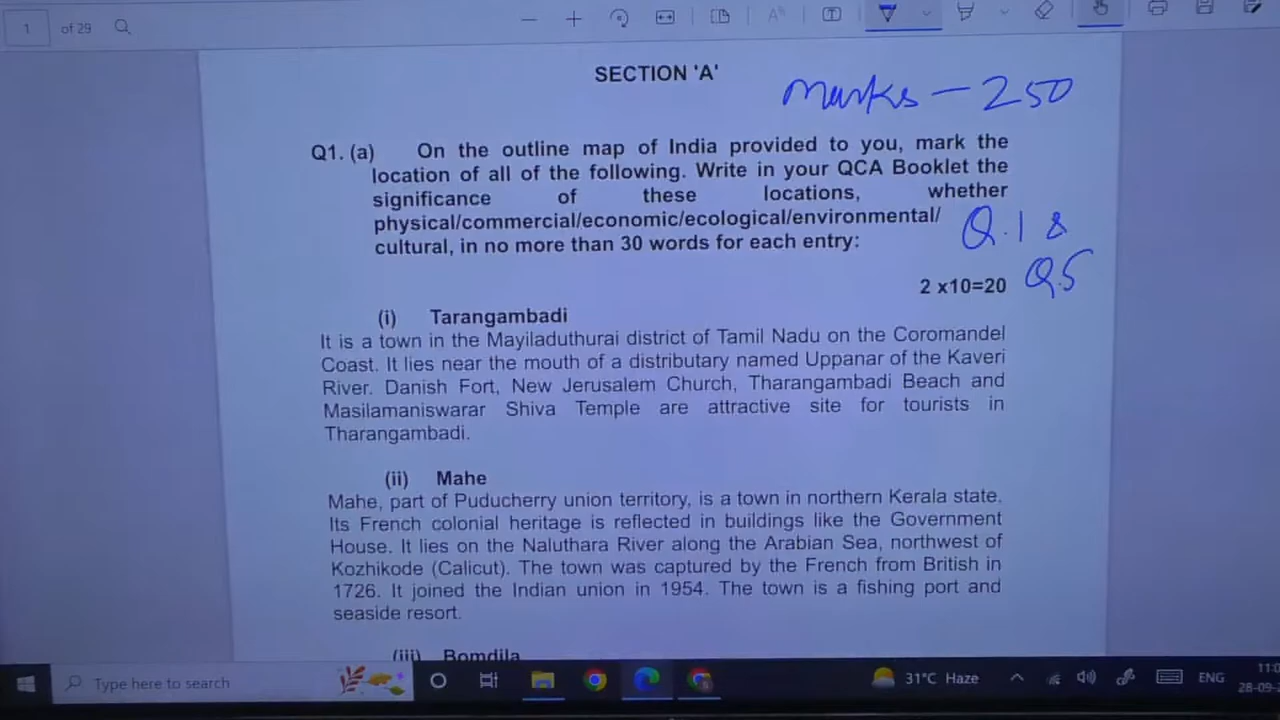 1 of 29
SECTION 'A'
Marks - 250
Q1. (a) On the outline map of India provided to you, mark the
location of all of the following. Write in your QCA Booklet the
significance of these locations, whether
physical/commercial/economic/ecological/environmental/
cultural, in no more than 30 words for each entry:
Q.1 &
Q.5
2 x10=20
(i) Tarangambadi
It is a town in the Mayiladuthurai district of Tamil Nadu on the Coromandel
Coast. It lies near the mouth of a distributary named Uppanar of the Kaveri
River. Danish Fort, New Jerusalem Church, Tharangambadi Beach and
Masilamaniswarar Shiva Temple are attractive site for tourists in
Tharangambadi.
(ii) Mahe
Mahe, part of Puducherry union territory, is a town in northern Kerala state.
Its French colonial heritage is reflected in buildings like the Government
House. It lies on the Naluthara River along the Arabian Sea, northwest of
Kozhikode (Calicut). The town was captured by the French from British in
1726. It joined the Indian union in 1954. The town is a fishing port and
seaside resort.
(iii) Bomdila
Type here to search
31°C Haze
ENG
11:0
28-09-